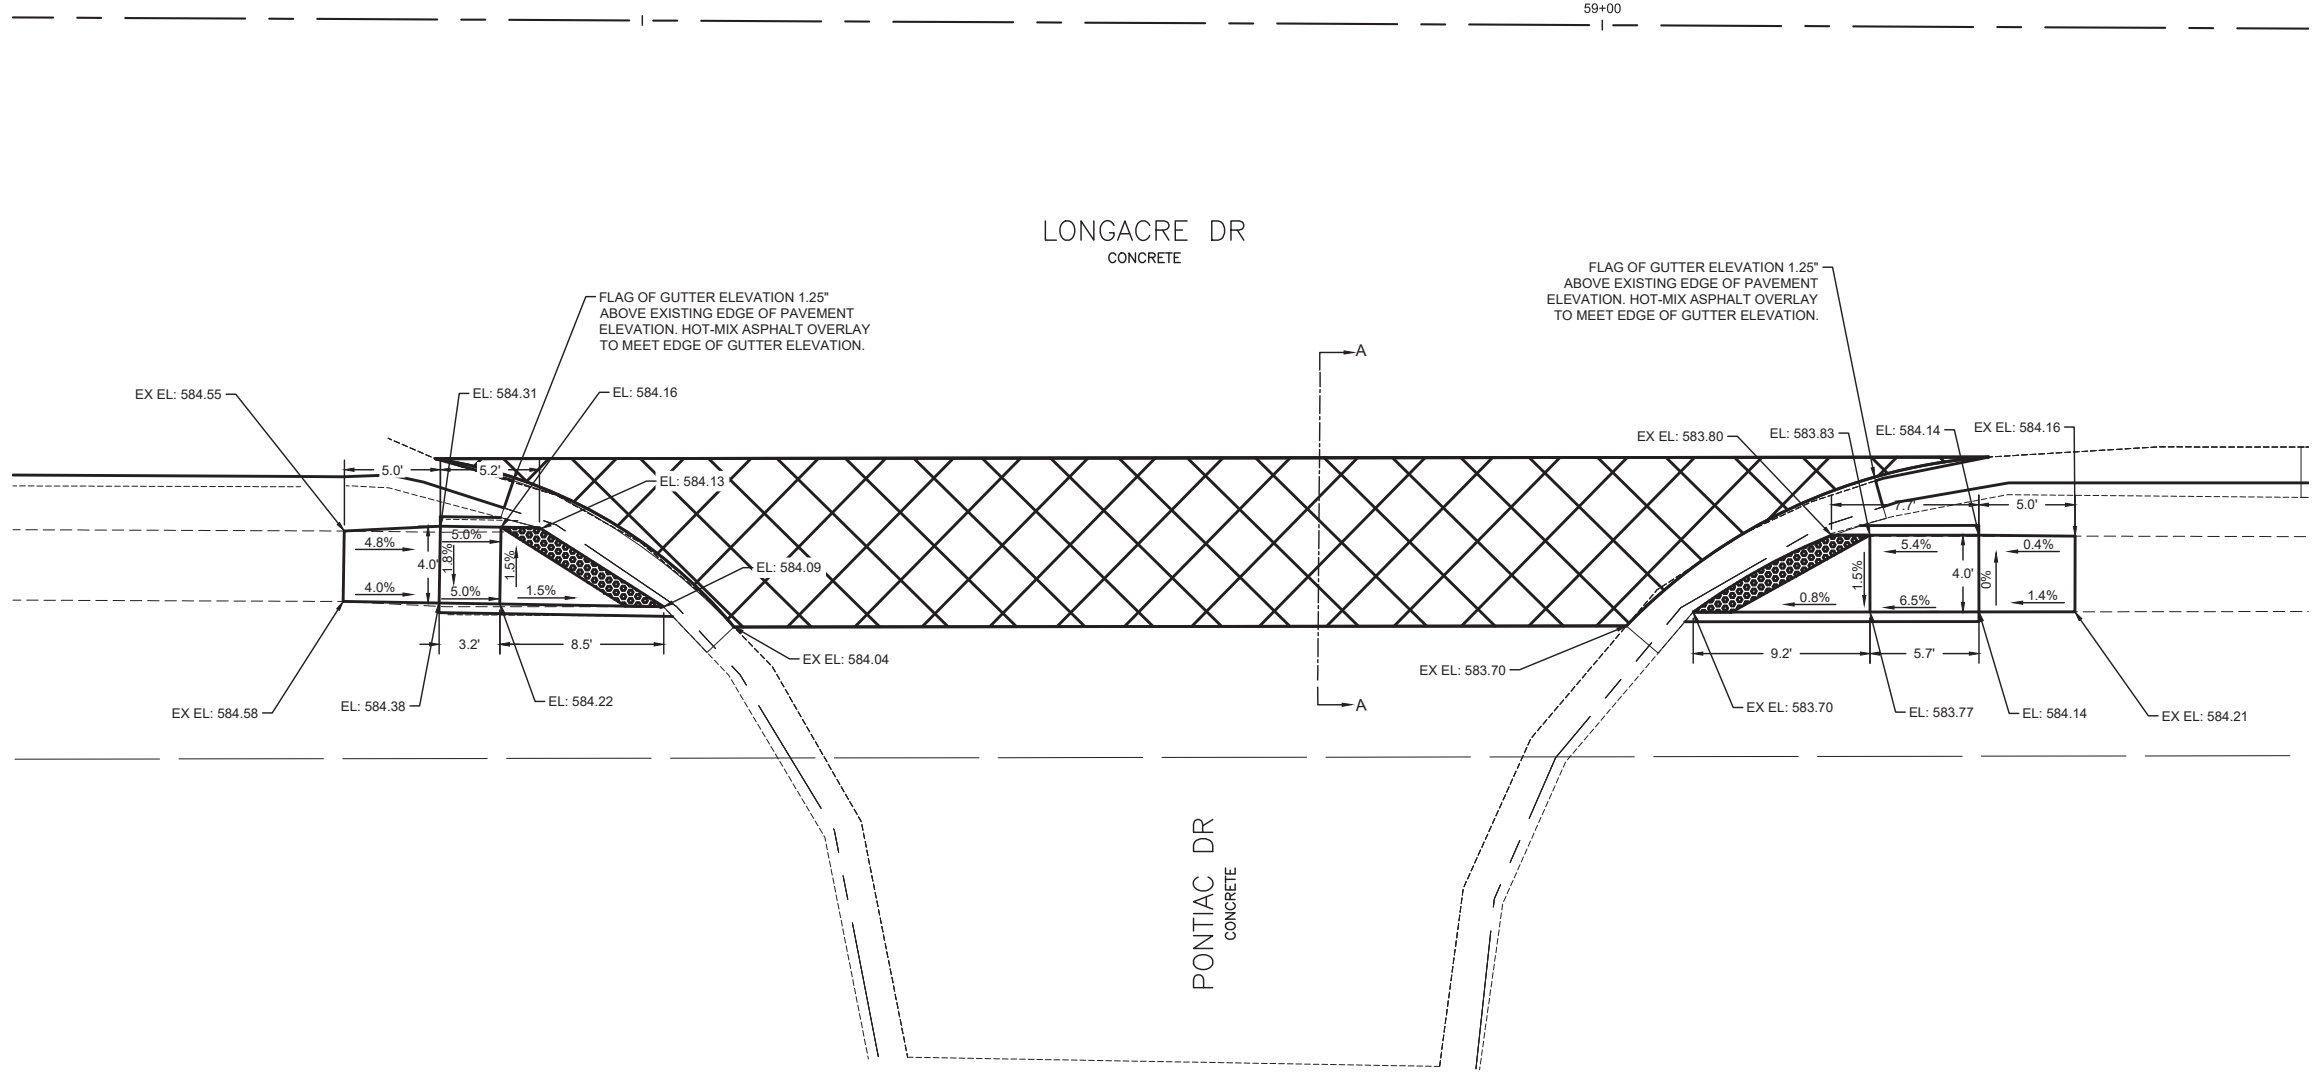 59+00
LONGACRE DR
CONCRETE
FLAG OF GUTTER ELEVATION 1.25"
ABOVE EXISTING EDGE OF PAVEMENT
ELEVATION. HOT-MIX ASPHALT OVERLAY
TO MEET EDGE OF GUTTER ELEVATION.
FLAG OF GUTTER ELEVATION 1.25"
ABOVE EXISTING EDGE OF PAVEMENT
ELEVATION. HOT-MIX ASPHALT OVERLAY
TO MEET EDGE OF GUTTER ELEVATION.
A
EX EL: 584.55
EL: 584.31
EL: 584.16
EX EL: 583.80
EL: 583.83
EL: 584.14
EX EL: 584.16
5.0'
5.2'
EL: 584.13
7.7'
5.0'
4.8%
4.0'
1.8%
5.0%
1.5%
4.0%
5.0%
1.5%
EL: 584.09
5.4%
0.4%
1.5%
4.0'
0%
0.8%
6.5%
1.4%
3.2'
8.5'
EX EL: 584.04
EX EL: 583.70
9.2'
5.7'
EX EL: 584.58
EL: 584.38
EL: 584.22
A
EX EL: 583.70
EL: 583.77
EL: 584.14
EX EL: 584.21
PONTIAC DR
CONCRETE